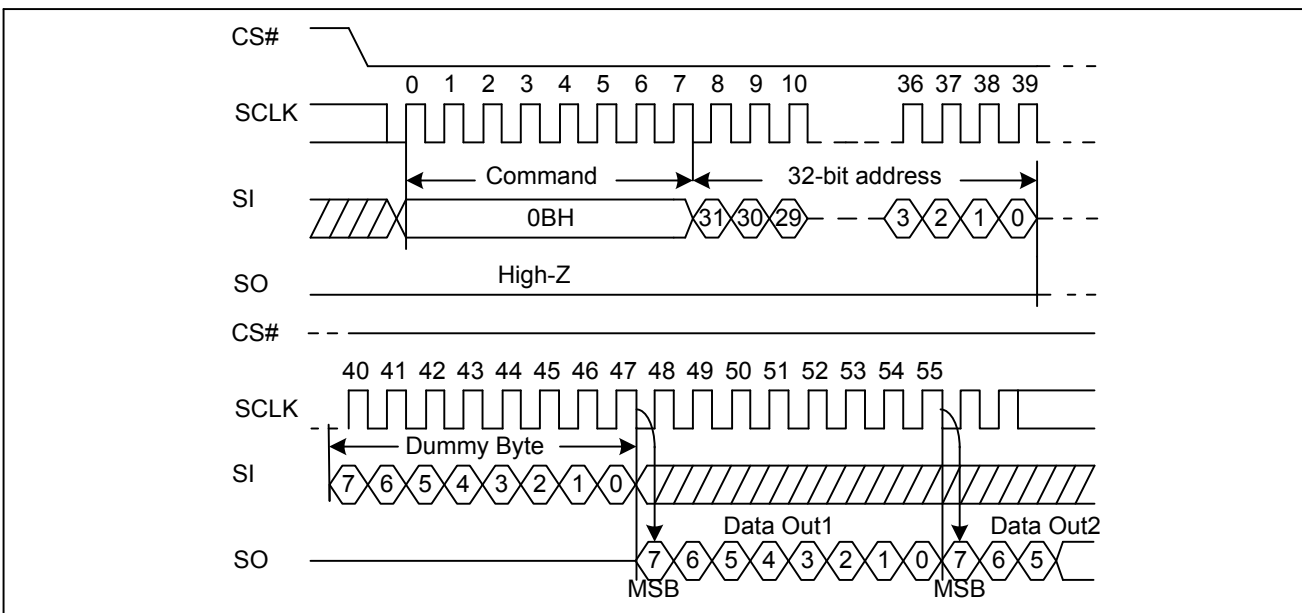 CS#
0 1 2 3 4 5 6 7 8 9 10 36 37 38 39
SCLK
Command 32-bit address
SI
0BH 31 30 29 3 2 1 0
High-Z
SO
CS#
40 41 42 43 44 45 46 47 48 49 50 51 52 53 54 55
SCLK
Dummy Byte
SI
7 6 5 4 3 2 1 0
Data Out1 Data Out2
SO
7 6 5 4 3 2 1 0 7 6 5
MSB MSB